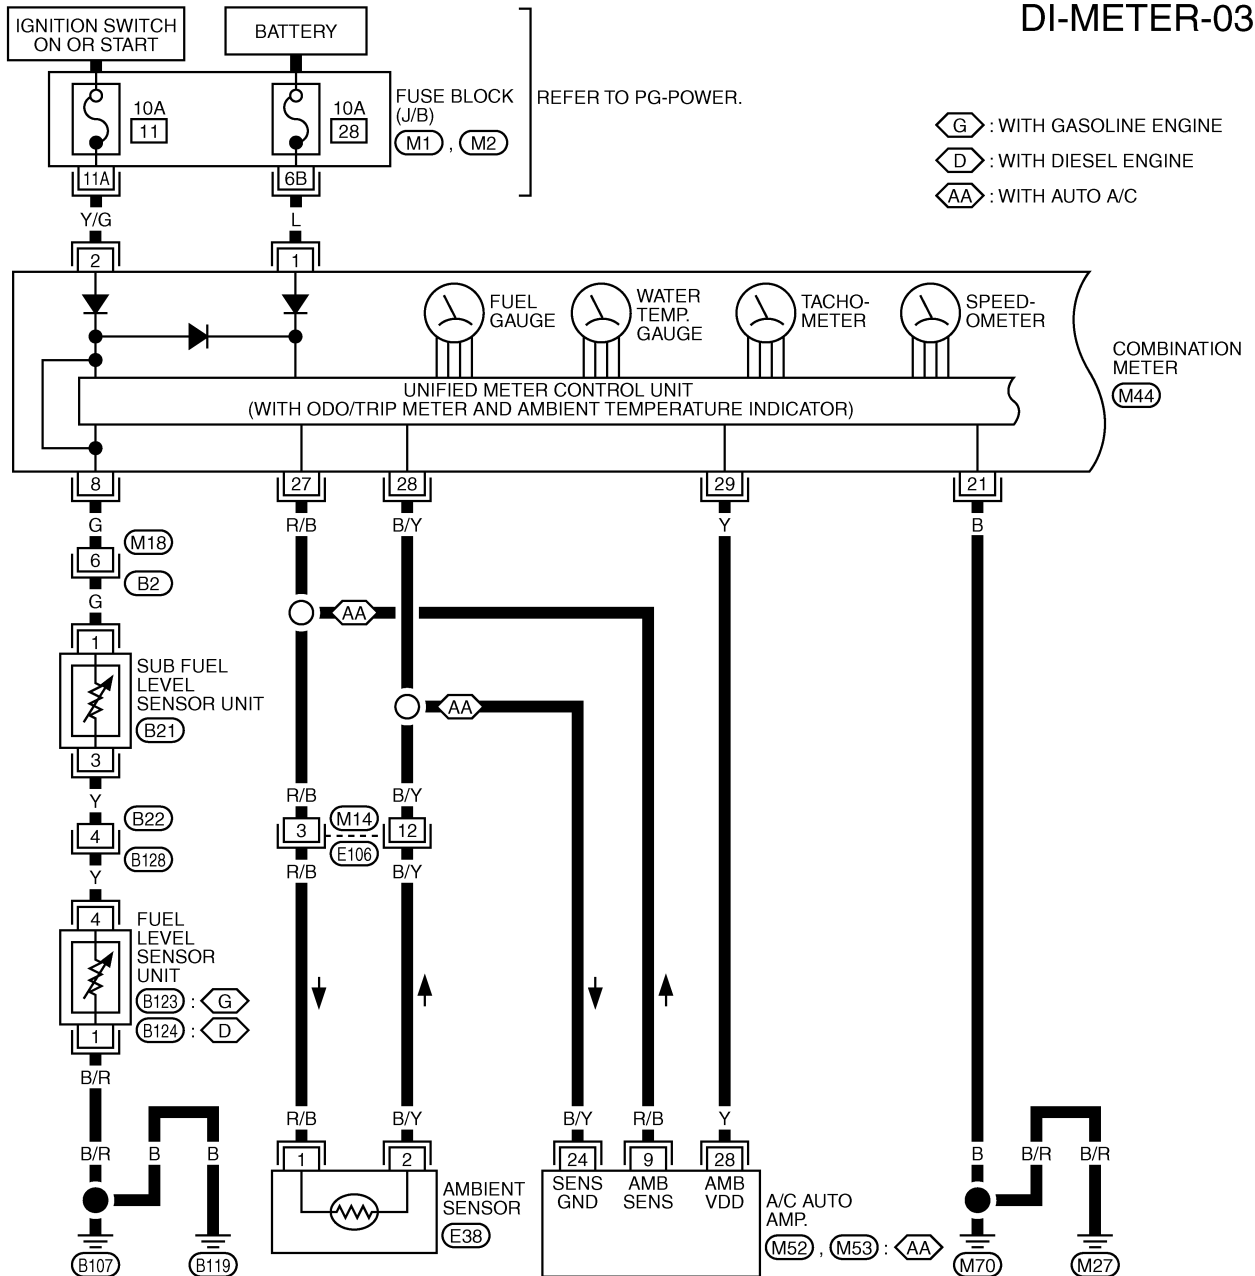 DI-METER-03
IGNITION SWITCH
ON OR START
BATTERY
10A
11
10A
28
FUSE BLOCK
(J/B)
M1 , M2
REFER TO PG-POWER.
G : WITH GASOLINE ENGINE
D : WITH DIESEL ENGINE
AA : WITH AUTO A/C
11A
6B
Y/G
L
2
1
FUEL
GAUGE
WATER
TEMP.
GAUGE
TACHO-
METER
SPEED-
OMETER
COMBINATION
METER
M44
UNIFIED METER CONTROL UNIT
(WITH ODO/TRIP METER AND AMBIENT TEMPERATURE INDICATOR)
8
27
28
29
21
G
R/B
B/Y
Y
B
M18
6
B2
G
AA
1
SUB FUEL
LEVEL
SENSOR UNIT
B21
AA
3
Y
R/B
B/Y
B22
4
B128
M14
3
12
E106
Y
R/B
B/Y
4
FUEL
LEVEL
SENSOR
UNIT
B123 : G
B124 : D
1
B/R
R/B
B/Y
B/Y
R/B
Y
B/R
B
B
B
B/R
B/R
1
2
24
9
28
SENS
GND
AMB
SENS
AMB
VDD
AMBIENT
SENSOR
E38
A/C AUTO
AMP.
M52 , M53 : AA
B107
B119
M70
M27